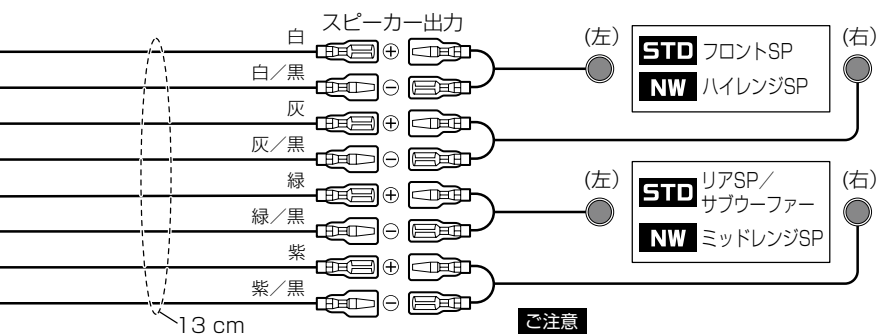 スピーカー出力
白
⊕
白／黒
⊖
灰
⊕
灰／黒
⊖
緑
⊕
緑／黒
⊖
紫
⊕
紫／黒
⊖
13 cm
(左)
STD フロントSP
NW ハイレンジSP
(右)
(左)
STD リアSP／
サブウーファー
NW ミッドレンジSP
(右)
ご注意